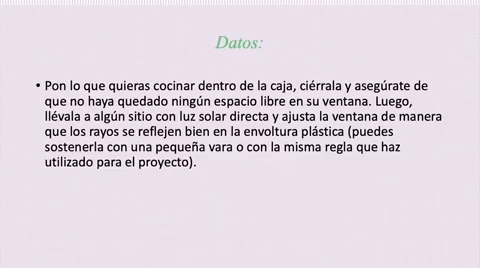 Datos:
• Pon lo que quieras cocinar dentro de la caja, ciérrala y asegúrate de
que no haya quedado ningún espacio libre en su ventana. Luego,
llévala a algún sitio con luz solar directa y ajusta la ventana de manera
que los rayos se reflejen bien en la envoltura plástica (puedes
sostenerla con una pequeña vara o con la misma regla que haz
utilizado para el proyecto).